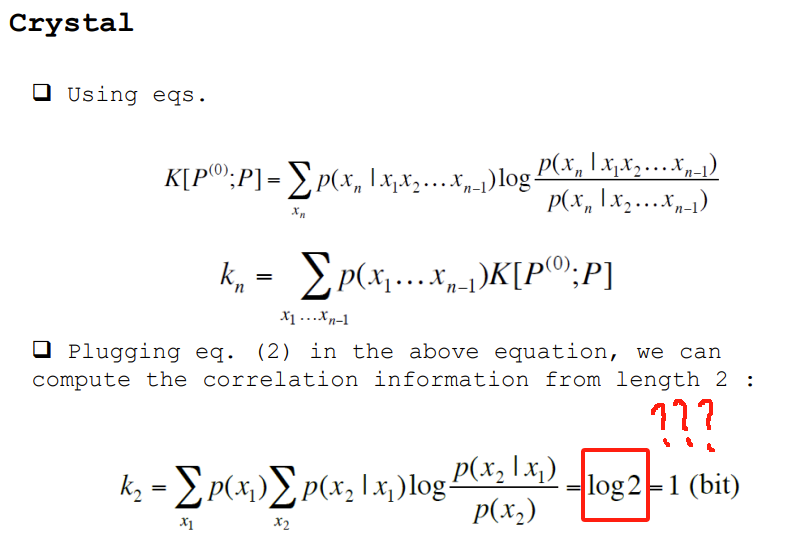 Crystal
❑ Using eqs.
K[P^{(0)};P] = \sum_{x_n} p(x_n | x_1x_2…x_{n-1}) log \frac{p(x_n | x_1x_2…x_{n-1})}{p(x_n | x_2…x_{n-1})}
k_n = \sum_{x_1…x_{n-1}} p(x_1…x_{n-1})K[P^{(0)};P]
❑ Plugging eq. (2) in the above equation, we can
compute the correlation information from length 2 :
???
k_2 = \sum_{x_1} p(x_1) \sum_{x_2} p(x_2 | x_1) log \frac{p(x_2 | x_1)}{p(x_2)} = log 2 = 1 (bit)